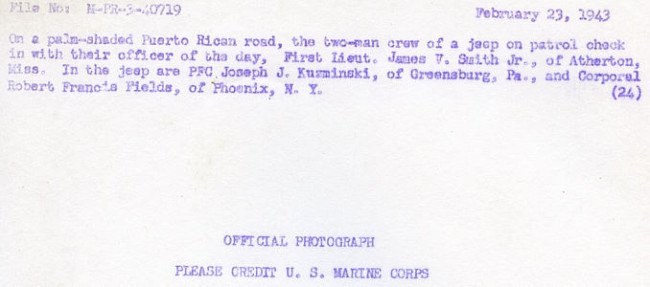 File No: M-PR-3-40719 February 23, 1943
On a palm-shaded Puerto Rican road, the two-man crew of a jeep on patrol check
in with their officer of the day, First Lieut. James V. Smith Jr., of Atherton,
Miss. In the jeep are PFC Joseph J. Kuzminski, of Greensburg, Pa., and Corporal
Robert Francis Fields, of Phoenix, N. Y. (24)
OFFICIAL PHOTOGRAPH
PLEASE CREDIT U. S. MARINE CORPS